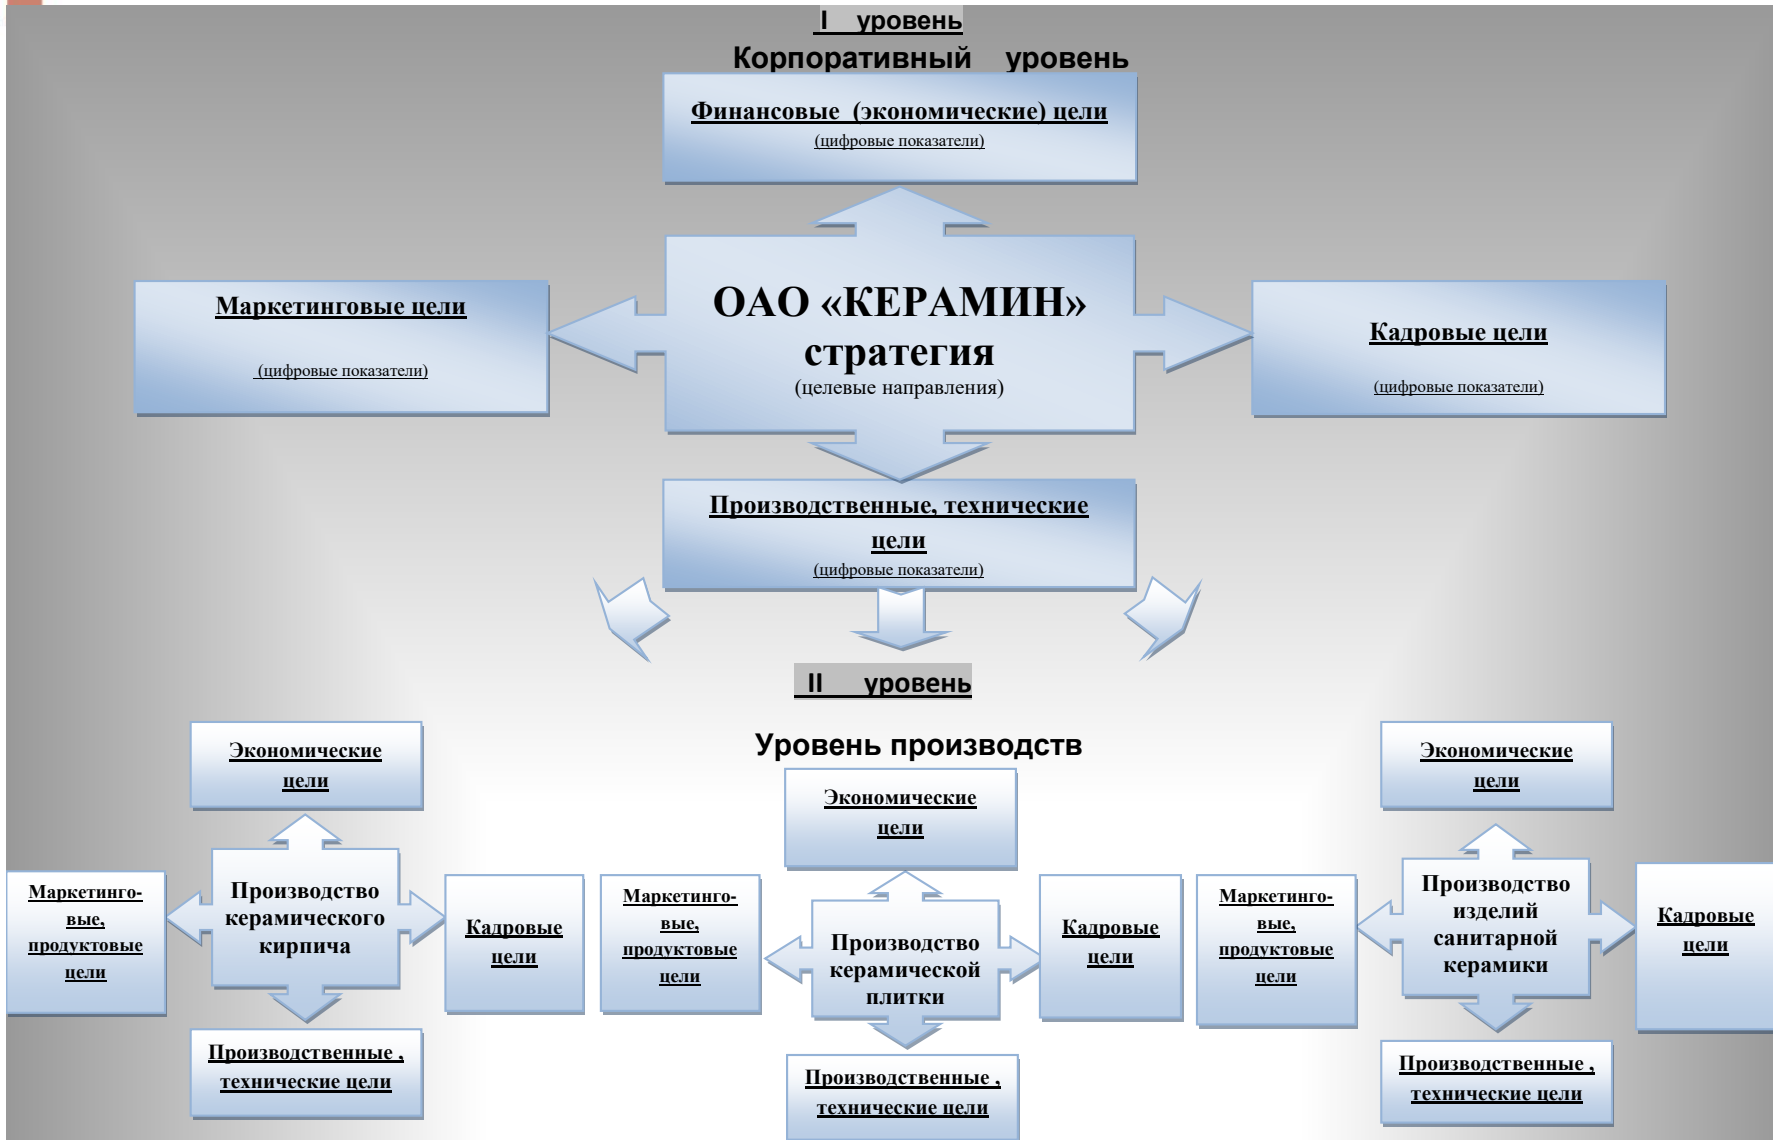 I уровень
Корпоративный уровень
Финансовые (экономические) цели
(цифровые показатели)
Маркетинговые цели
(цифровые показатели)
ОАО «КЕРАМИН»
стратегия
(целевые направления)
Кадровые цели
(цифровые показатели)
Производственные, технические
цели
(цифровые показатели)
II уровень
Уровень производств
Экономические
цели
Маркетинго-
вые,
продуктовые
цели
Производство
керамического
кирпича
Кадровые
цели
Производственные ,
технические цели
Экономические
цели
Маркетинго-
вые,
продуктовые
цели
Производство
керамической
плитки
Кадровые
цели
Производственные ,
технические цели
Экономические
цели
Маркетинго-
вые,
продуктовые
цели
Производство
изделий
санитарной
керамики
Кадровые
цели
Производственные ,
технические цели